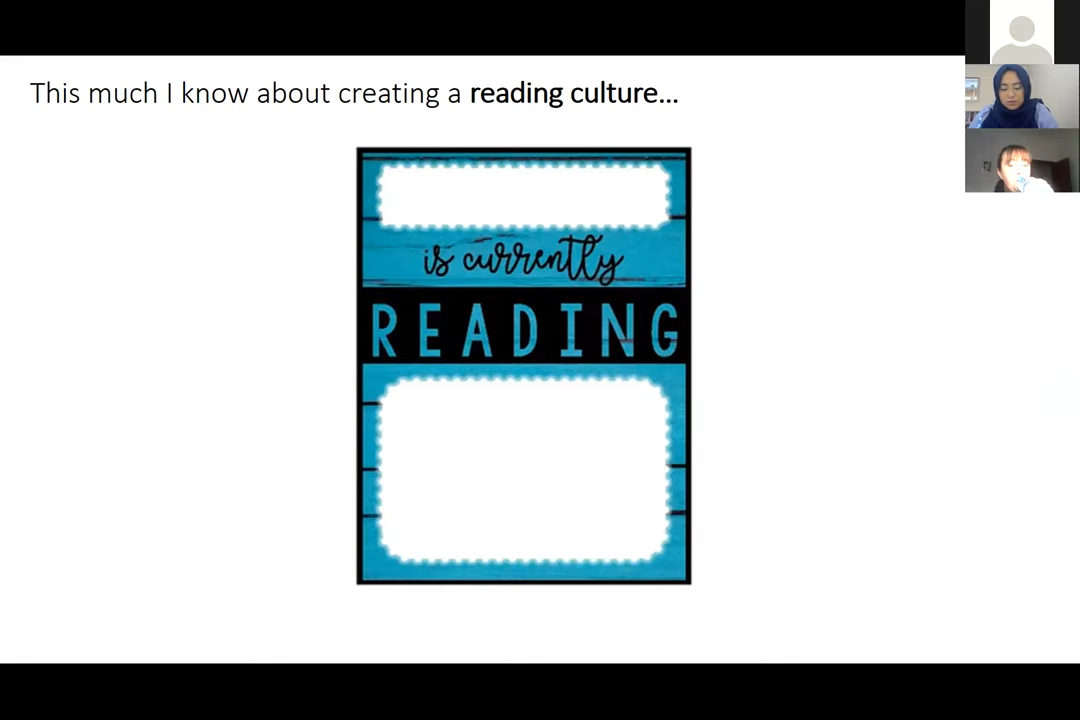 This much I know about creating a reading culture...
is currently
READING